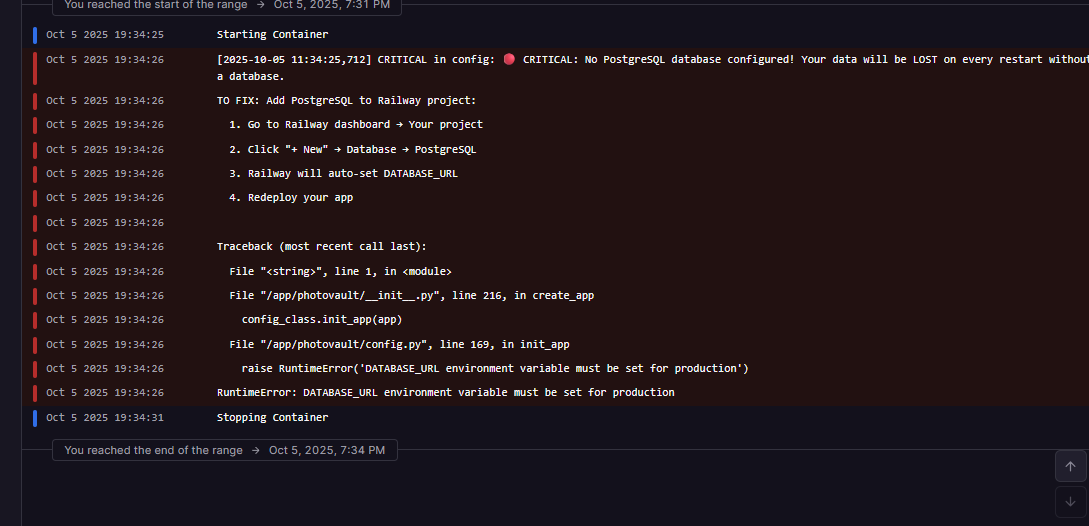 You reached the start of the range → Oct 5, 2025, 7:31 PM
Oct 5 2025 19:34:25 Starting Container
Oct 5 2025 19:34:26 [2025-10-05 11:34:25,712] CRITICAL in config: 🔴 CRITICAL: No PostgreSQL database configured! Your data will be LOST on every restart without
a database.
Oct 5 2025 19:34:26 TO FIX: Add PostgreSQL to Railway project:
Oct 5 2025 19:34:26 1. Go to Railway dashboard → Your project
Oct 5 2025 19:34:26 2. Click "+ New" → Database → PostgreSQL
Oct 5 2025 19:34:26 3. Railway will auto-set DATABASE_URL
Oct 5 2025 19:34:26 4. Redeploy your app
Oct 5 2025 19:34:26
Oct 5 2025 19:34:26 Traceback (most recent call last):
Oct 5 2025 19:34:26 File "<string>", line 1, in <module>
Oct 5 2025 19:34:26 File "/app/photovault/__init__.py", line 216, in create_app
Oct 5 2025 19:34:26 config_class.init_app(app)
Oct 5 2025 19:34:26 File "/app/photovault/config.py", line 169, in init_app
Oct 5 2025 19:34:26 raise RuntimeError('DATABASE_URL environment variable must be set for production')
Oct 5 2025 19:34:26 RuntimeError: DATABASE_URL environment variable must be set for production
Oct 5 2025 19:34:31 Stopping Container
You reached the end of the range → Oct 5, 2025, 7:34 PM